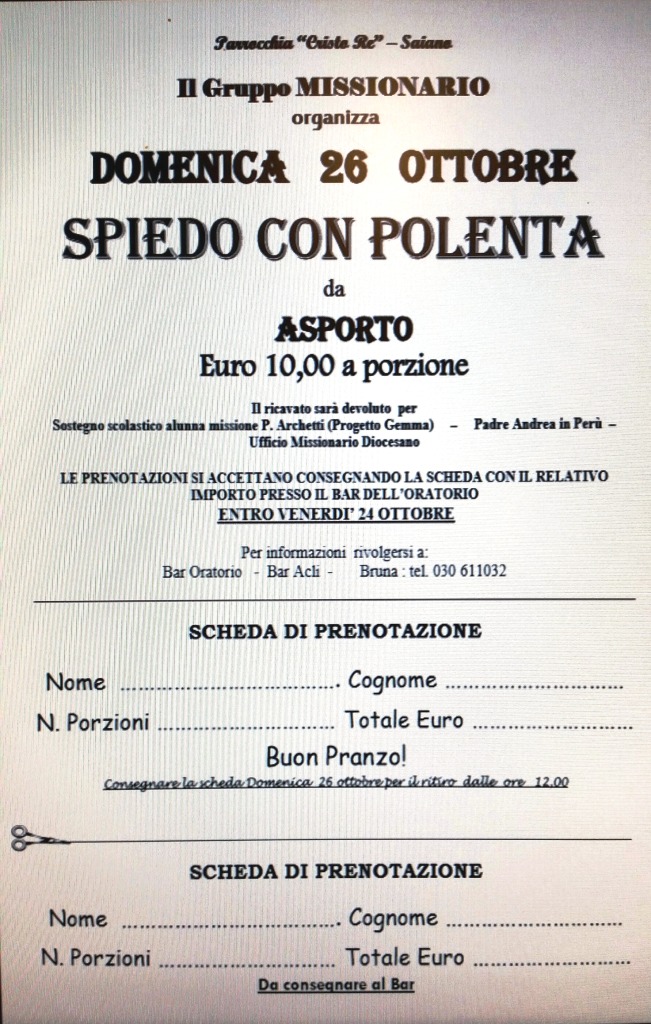 Parrocchia "Cristo Re" – Saiano
Il Gruppo MISSIONARIO
organizza
DOMENICA 26 OTTOBRE
SPIEDO CON POLENTA
da
ASPORTO
Euro 10,00 a porzione
Il ricavato sarà devoluto per
Sostegno scolastico alunna missione P. Archetti (Progetto Gemma) – Padre Andrea in Perù –
Ufficio Missionario Diocesano
LE PRENOTAZIONI SI ACCETTANO CONSEGNANDO LA SCHEDA CON IL RELATIVO
IMPORTO PRESSO IL BAR DELL'ORATORIO
ENTRO VENERDI' 24 OTTOBRE
Per informazioni rivolgersi a:
Bar Oratorio - Bar Acli - Bruna : tel. 030 611032
SCHEDA DI PRENOTAZIONE
Nome ………………………………. Cognome …………………………
N. Porzioni ………………………… Totale Euro ………………………
Buon Pranzo!
Consegnare la scheda Domenica 26 ottobre per il ritiro dalle ore 12.00
SCHEDA DI PRENOTAZIONE
Nome ………………………………. Cognome …………………………
N. Porzioni ………………………… Totale Euro ………………………
Da consegnare al Bar